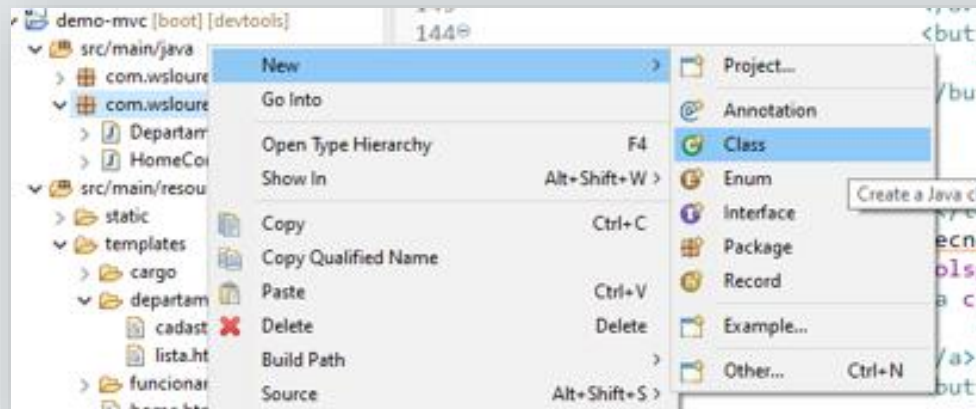 demo-mvc [boot] [devtools]
src/main/java
com.wsloure
com.wsloure
Departam
HomeCo
src/main/resou
static
templates
cargo
departam
cadast
lista.ht
funcionar
New
Go Into
Open Type Hierarchy F4
Show In Alt+Shift+W >
Copy Ctrl+C
Copy Qualified Name
Paste Ctrl+V
Delete Delete
Build Path
Source Alt+Shift+S >
Project...
Annotation
Class
Enum
Interface
Package
Record
Example...
Other... Ctrl+N
Create a Java c
144
<but
/bu
ecn
ols
a c
/a>
but